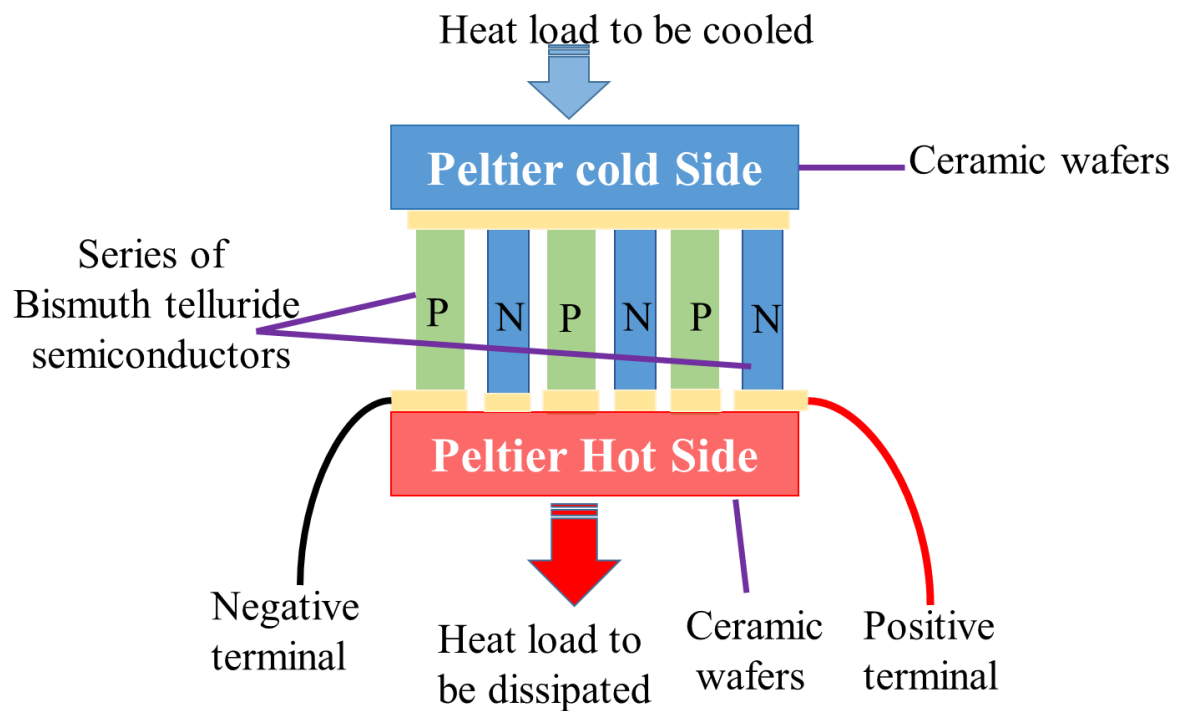 Heat load to be cooled
Peltier cold Side
Ceramic wafers
Series of
Bismuth telluride
semiconductors
P
N
P
N
P
N
Peltier Hot Side
Negative
terminal
Heat load to
be dissipated
Ceramic
wafers
Positive
terminal